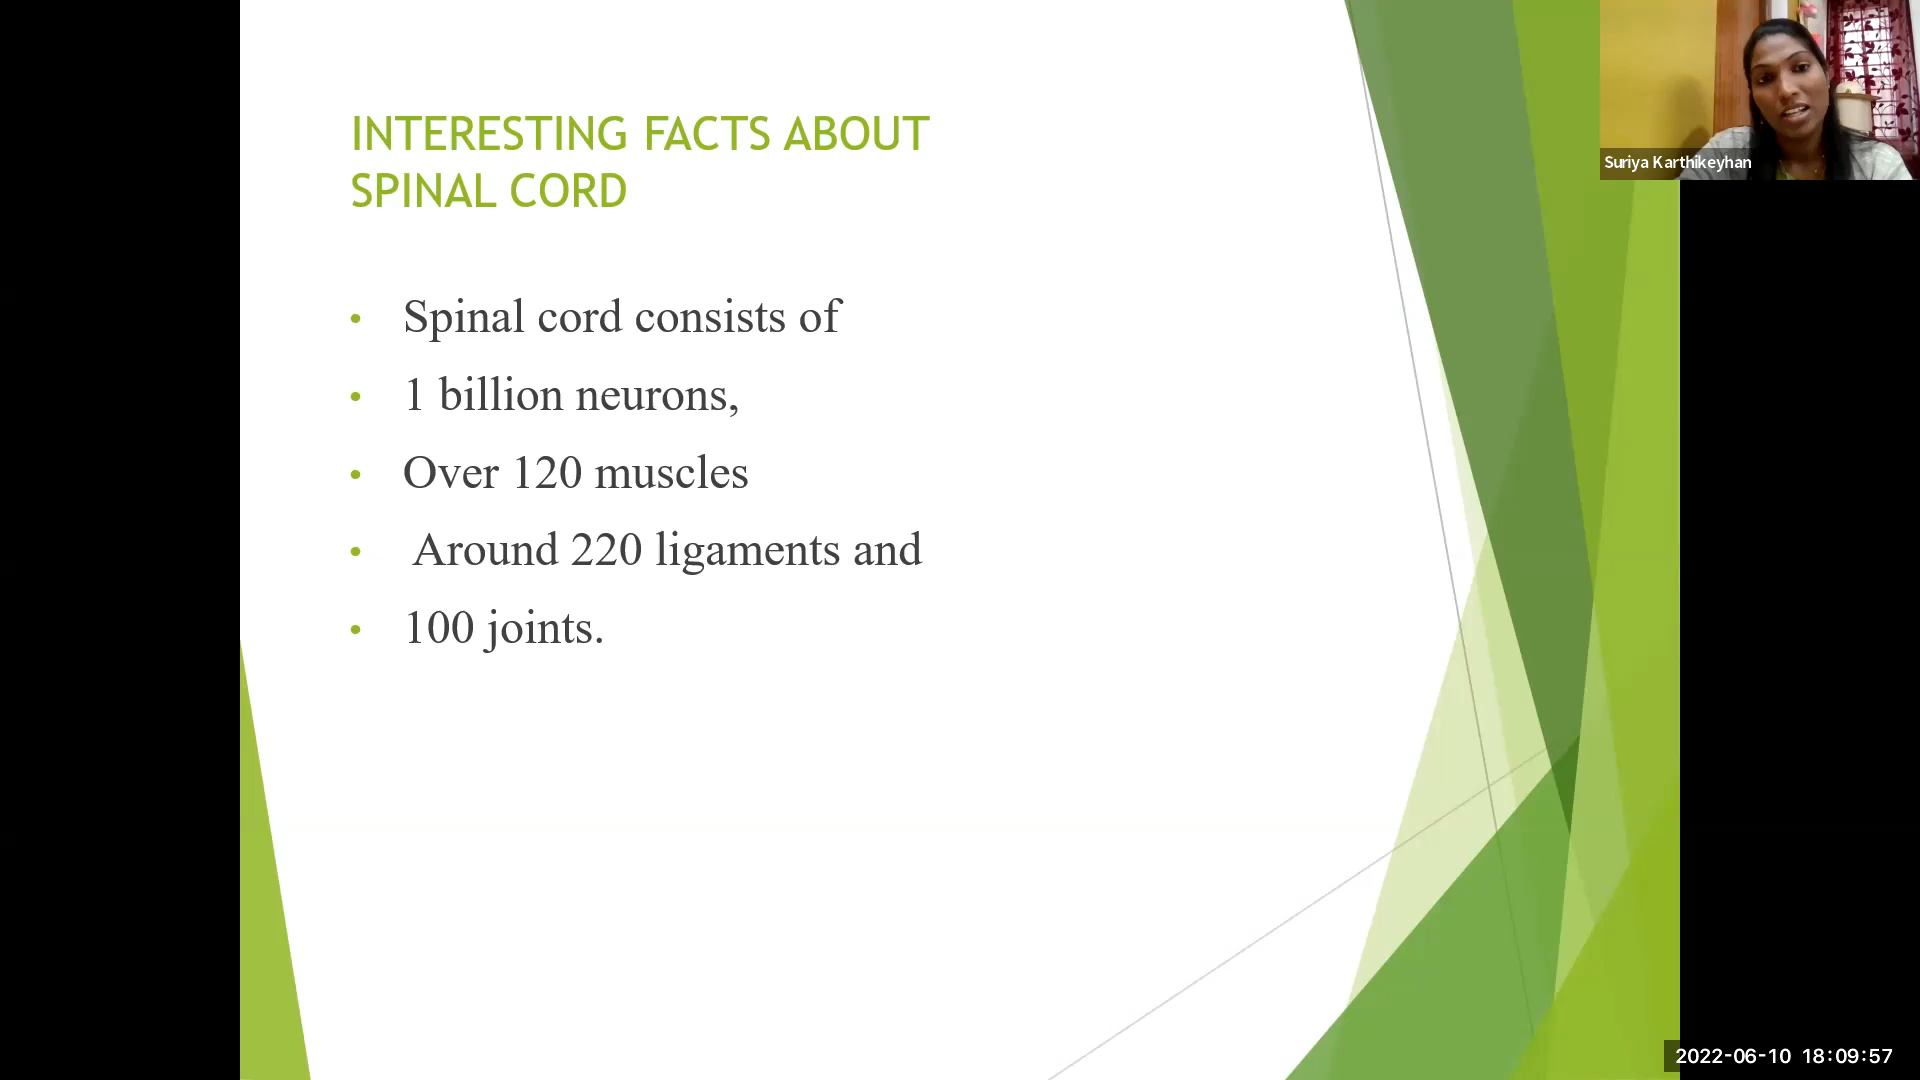 INTERESTING FACTS ABOUT
SPINAL CORD
• Spinal cord consists of
• 1 billion neurons,
• Over 120 muscles
• Around 220 ligaments and
• 100 joints.
Suriya Karthikeyhan
2022-06-10 18:09:57